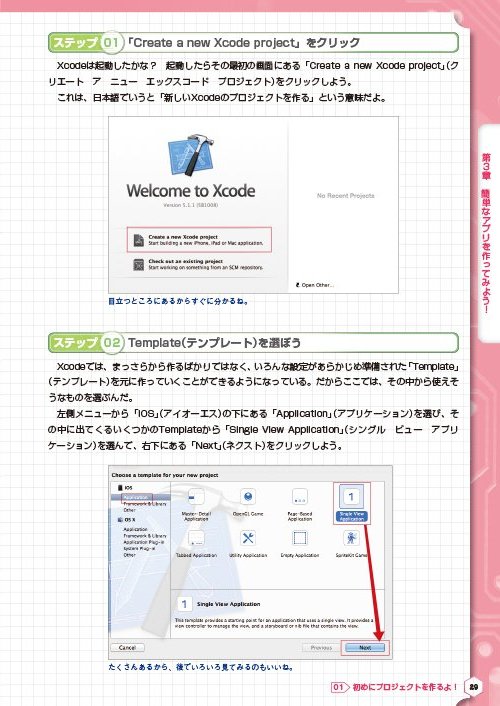 ステップ 01 「Create a new Xcode project」をクリック
Xcodeは起動したかな？　起動したらその最初の画面にある「Create a new Xcode project」（ク
リエート　ア　ニュー　エックスコード　プロジェクト）をクリックしよう。
これは、日本語でいうと「新しいXcodeのプロジェクトを作る」という意味だよ。
Welcome to Xcode
Version 5.1.1 (5B1008)
No Recent Projects
Create a new Xcode project
Start building a new iPhone, iPad or Mac application.
Check out an existing project
Start working on something from an SCM repository.
Open Other...
目立つところにあるからすぐに分かるね。
ステップ 02 Template（テンプレート）を選ぼう
Xcodeでは、まっさらから作るばかりではなく、いろんな設定があらかじめ準備された「Template」
（テンプレート）を元に作っていくことができるようになっている。だからここでは、その中から使えそ
うなものを選ぶんだ。
左側メニューから「iOS」（アイオーエス）の下にある「Application」（アプリケーション）を選び、そ
の中に出てくるいくつかのTemplateから「Single View Application」（シングル　ビュー　アプリ
ケーション）を選んで、右下にある「Next」（ネクスト）をクリックしよう。
Choose a template for your new project
iOS
Application
Framework & Library
Other
OS X
Application
Framework & Library
Application Plug-in
System Plug-in
Other
Master-Detail
Application
OpenGL Game
Page-Based
Application
1
Single View
Application
Tabbed Application
Utility Application
Empty Application
SpriteKit Game
1
Single View Application
This template provides a starting point for an application that uses a single view. It provides a
view controller to manage the view, and a storyboard or nib file that contains the view.
Cancel
Previous
Next
たくさんあるから、後でいろいろ見てみるのもいいね。
第3章　簡単なアプリを作ってみよう！
01 初めにプロジェクトを作るよ！
29